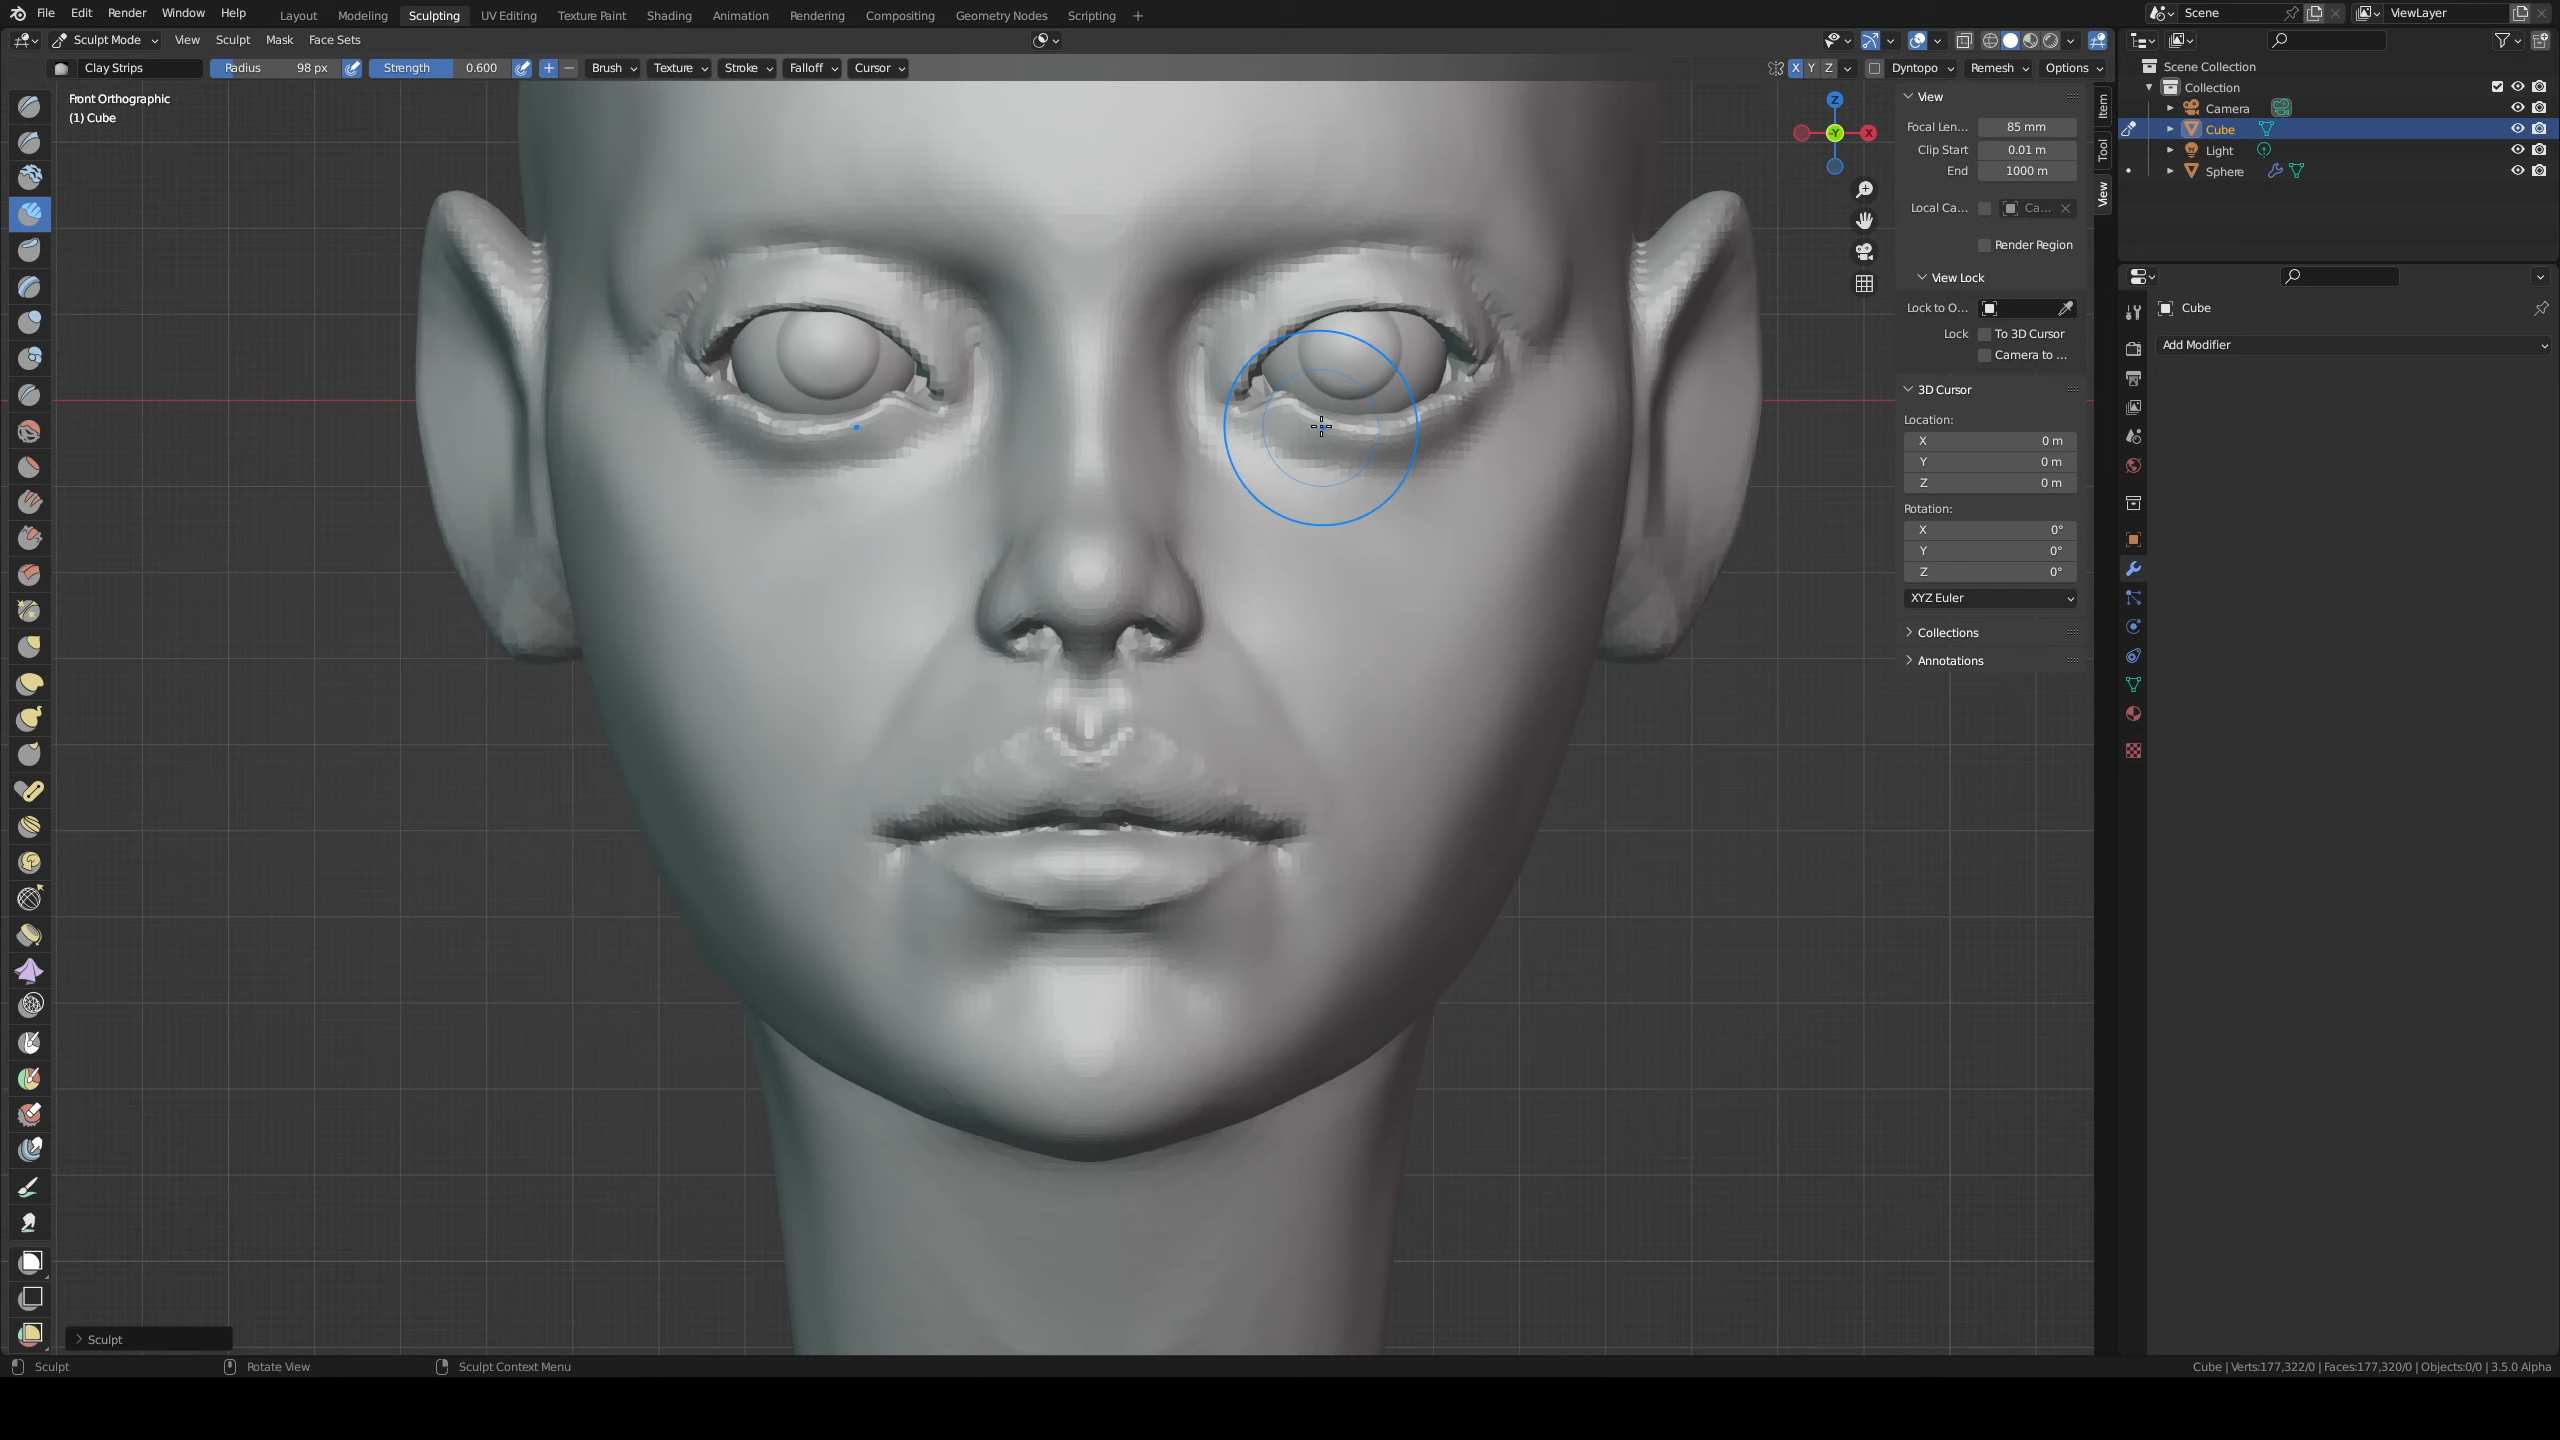 File Edit Render Window Help Layout Modeling Sculpting UV Editing Texture Paint Shading Animation Rendering Compositing Geometry Nodes Scripting + Scene ViewLayer
Sculpt Mode View Sculpt Mask Face Sets
Clay Strips Radius 98 px Strength 0.600 + − Brush Texture Stroke Falloff Cursor X Y Z Dyntopo Remesh Options
Front Orthographic
(1) Cube
Z
-Y
X
View
Focal Len... 85 mm
Clip Start 0.01 m
End 1000 m
Local Ca... Ca...
Render Region
View Lock
Lock to O...
Lock To 3D Cursor
Camera to ...
3D Cursor
Location:
X 0 m
Y 0 m
Z 0 m
Rotation:
X 0°
Y 0°
Z 0°
XYZ Euler
Collections
Annotations
Item
Tool
View
Scene Collection
Collection
Camera
Cube
Light
Sphere
Cube
Add Modifier
Sculpt
Sculpt Rotate View Sculpt Context Menu Cube | Verts:177,322/0 | Faces:177,320/0 | Objects:0/0 | 3.5.0 Alpha